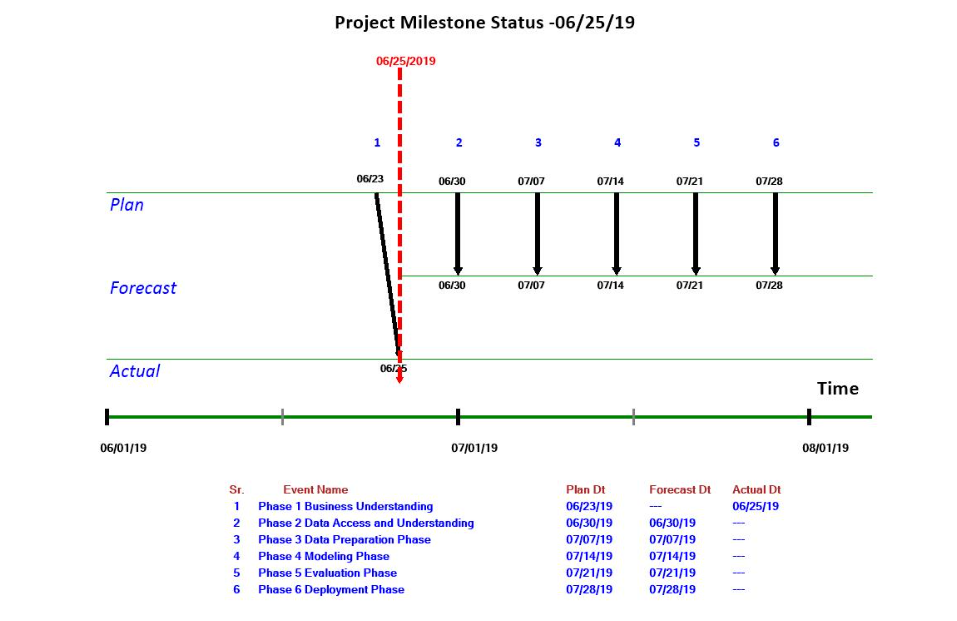 Project Milestone Status -06/25/19
06/25/2019
1 2 3 4 5 6
06/23 06/30 07/07 07/14 07/21 07/28
Plan
Forecast 06/30 07/07 07/14 07/21 07/28
Actual 06/25
Time
06/01/19 07/01/19 08/01/19
Sr. Event Name Plan Dt Forecast Dt Actual Dt
1 Phase 1 Business Understanding 06/23/19 --- 06/25/19
2 Phase 2 Data Access and Understanding 06/30/19 06/30/19 ---
3 Phase 3 Data Preparation Phase 07/07/19 07/07/19 ---
4 Phase 4 Modeling Phase 07/14/19 07/14/19 ---
5 Phase 5 Evaluation Phase 07/21/19 07/21/19 ---
6 Phase 6 Deployment Phase 07/28/19 07/28/19 ---